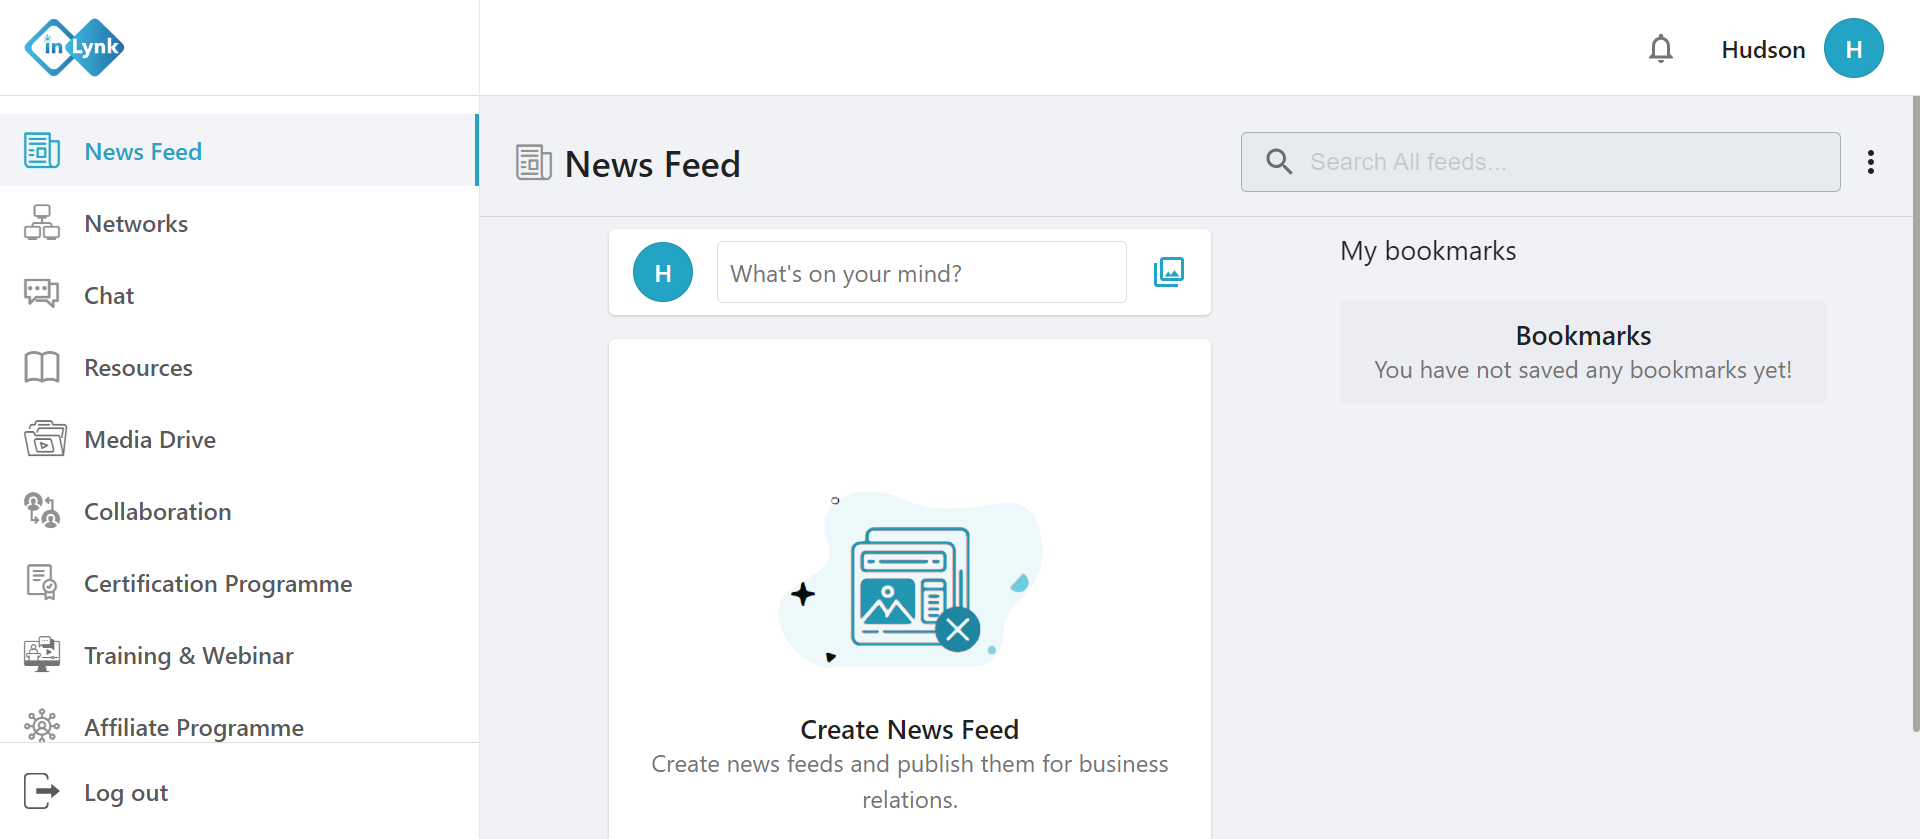 in Lynk
Hudson
H
News Feed
Networks
Chat
Resources
Media Drive
Collaboration
Certification Programme
Training & Webinar
Affiliate Programme
Log out
News Feed
Search All feeds...
H
What's on your mind?
Create News Feed
Create news feeds and publish them for business
relations.
My bookmarks
Bookmarks
You have not saved any bookmarks yet!